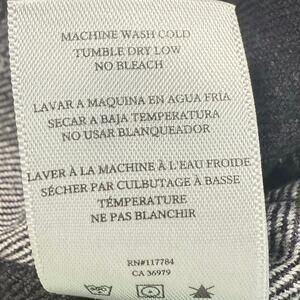 MACHINE WASH COLD
TUMBLE DRY LOW
NO BLEACH
LAVAR A MAQUINA EN AGUA FRÍA
SECAR A BAJA TEMPERATURA
NO USAR BLANQUEADOR
LAVER À LA MACHINE À L'EAU FROIDE
SÉCHER PAR CULBUTAGE À BASSE
TEMPÉRATURE
NE PAS BLANCHIR
RN#117784
CA 36979